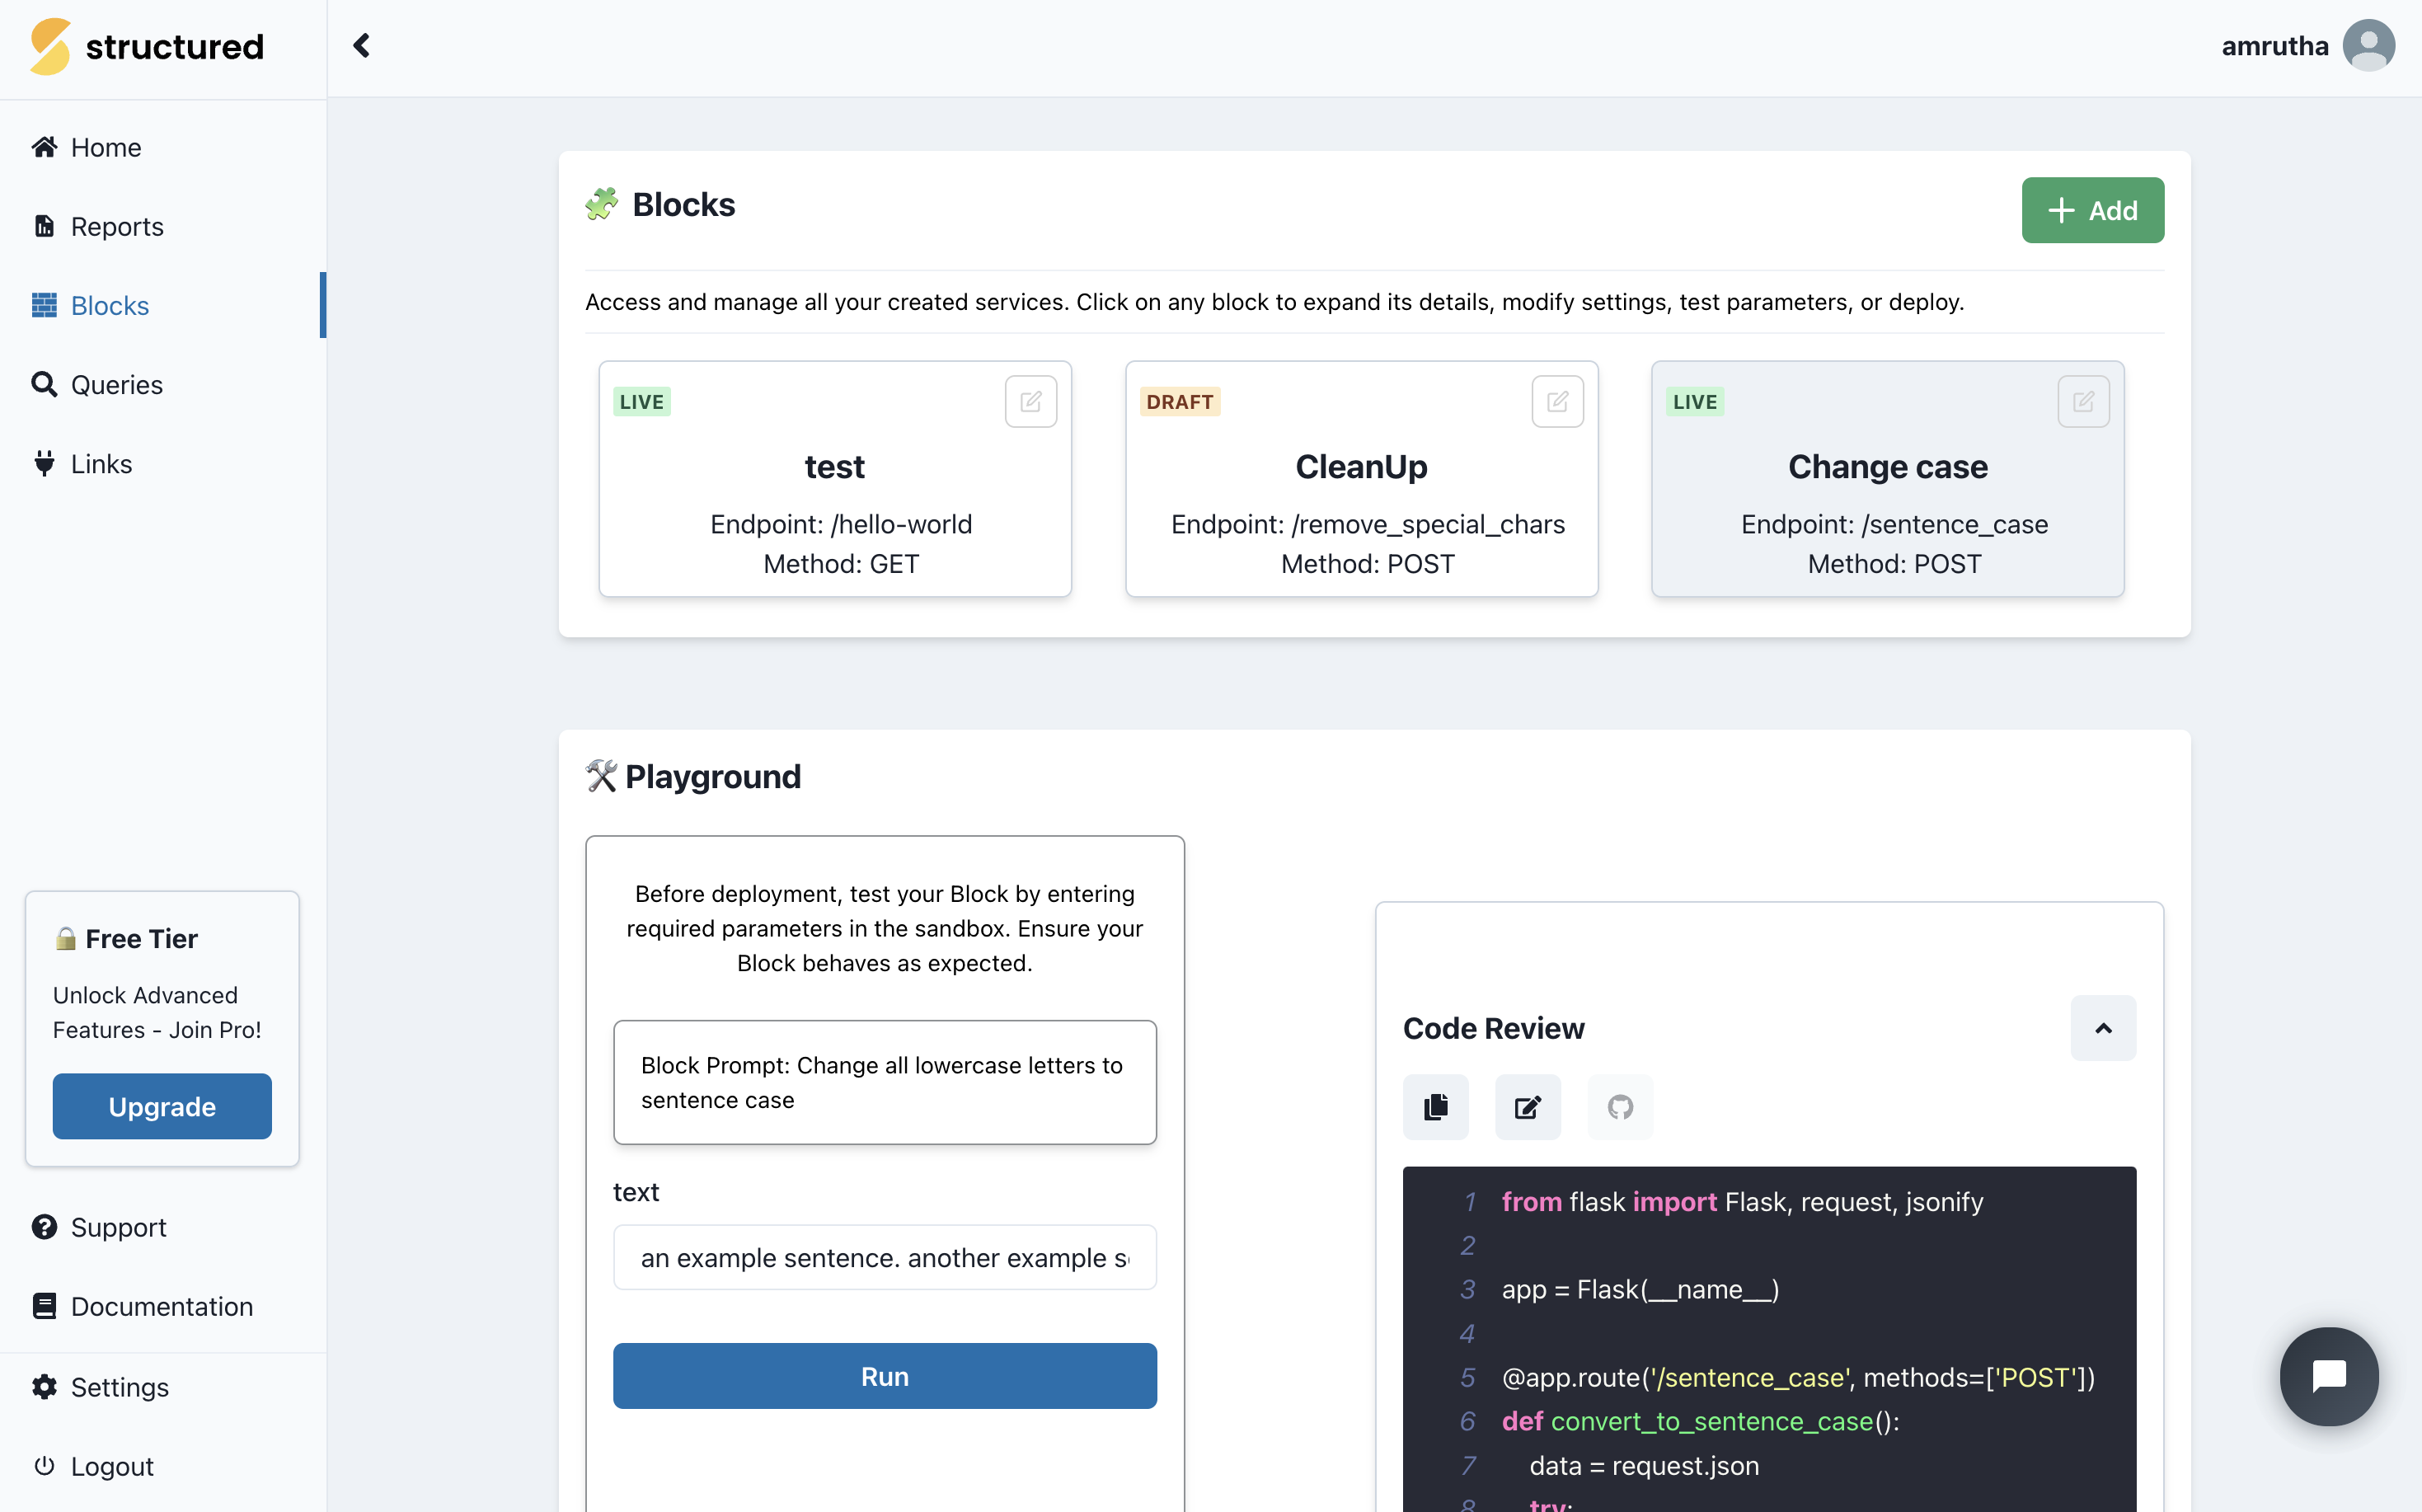 structured
amrutha
Home
Reports
Blocks
Queries
Links
Free Tier
Unlock Advanced
Features - Join Pro!
Upgrade
Support
Documentation
Settings
Logout
Blocks
Add
Access and manage all your created services. Click on any block to expand its details, modify settings, test parameters, or deploy.
LIVE
test
Endpoint: /hello-world
Method: GET
DRAFT
CleanUp
Endpoint: /remove_special_chars
Method: POST
LIVE
Change case
Endpoint: /sentence_case
Method: POST
Playground
Before deployment, test your Block by entering
required parameters in the sandbox. Ensure your
Block behaves as expected.
Block Prompt: Change all lowercase letters to
sentence case
text
an example sentence. another example
Run
Code Review
1 from flask import Flask, request, jsonify
2
3 app = Flask(__name__)
4
5 @app.route('/sentence_case', methods=['POST'])
6 def convert_to_sentence_case():
7 data = request.json
8 try: